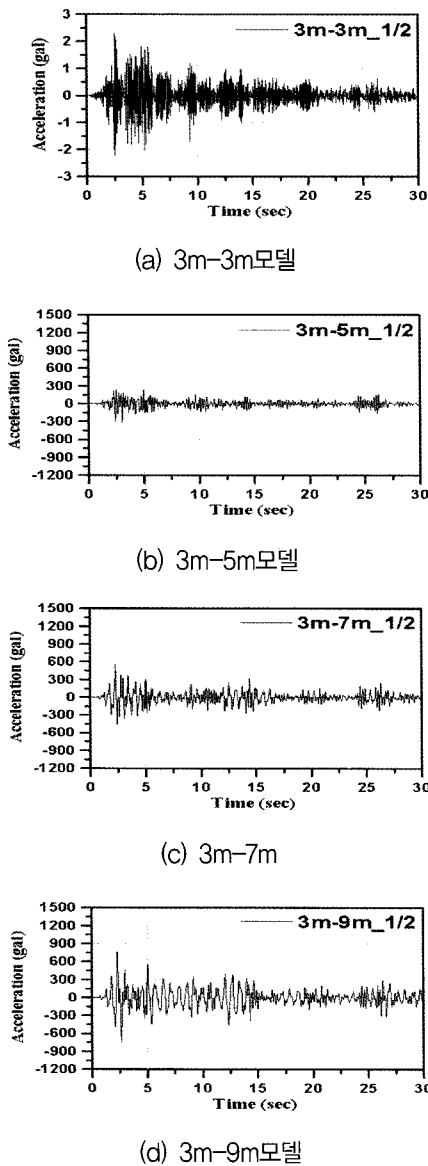 3m-3m_1/2
Acceleration (gal)
3
2
1
0
-1
-2
-3
0 5 10 15 20 25 30
Time (sec)
(a) 3m-3m모델
3m-5m_1/2
Acceleration (gal)
1500
1200
900
600
300
0
-300
-600
-900
-1200
0 5 10 15 20 25 30
Time (sec)
(b) 3m-5m모델
3m-7m_1/2
Acceleration (gal)
1500
1200
900
600
300
0
-300
-600
-900
-1200
0 5 10 15 20 25 30
Time (sec)
(c) 3m-7m
3m-9m_1/2
Acceleration (gal)
1500
1200
900
600
300
0
-300
-600
-900
-1200
0 5 10 15 20 25 30
Time (sec)
(d) 3m-9m모델